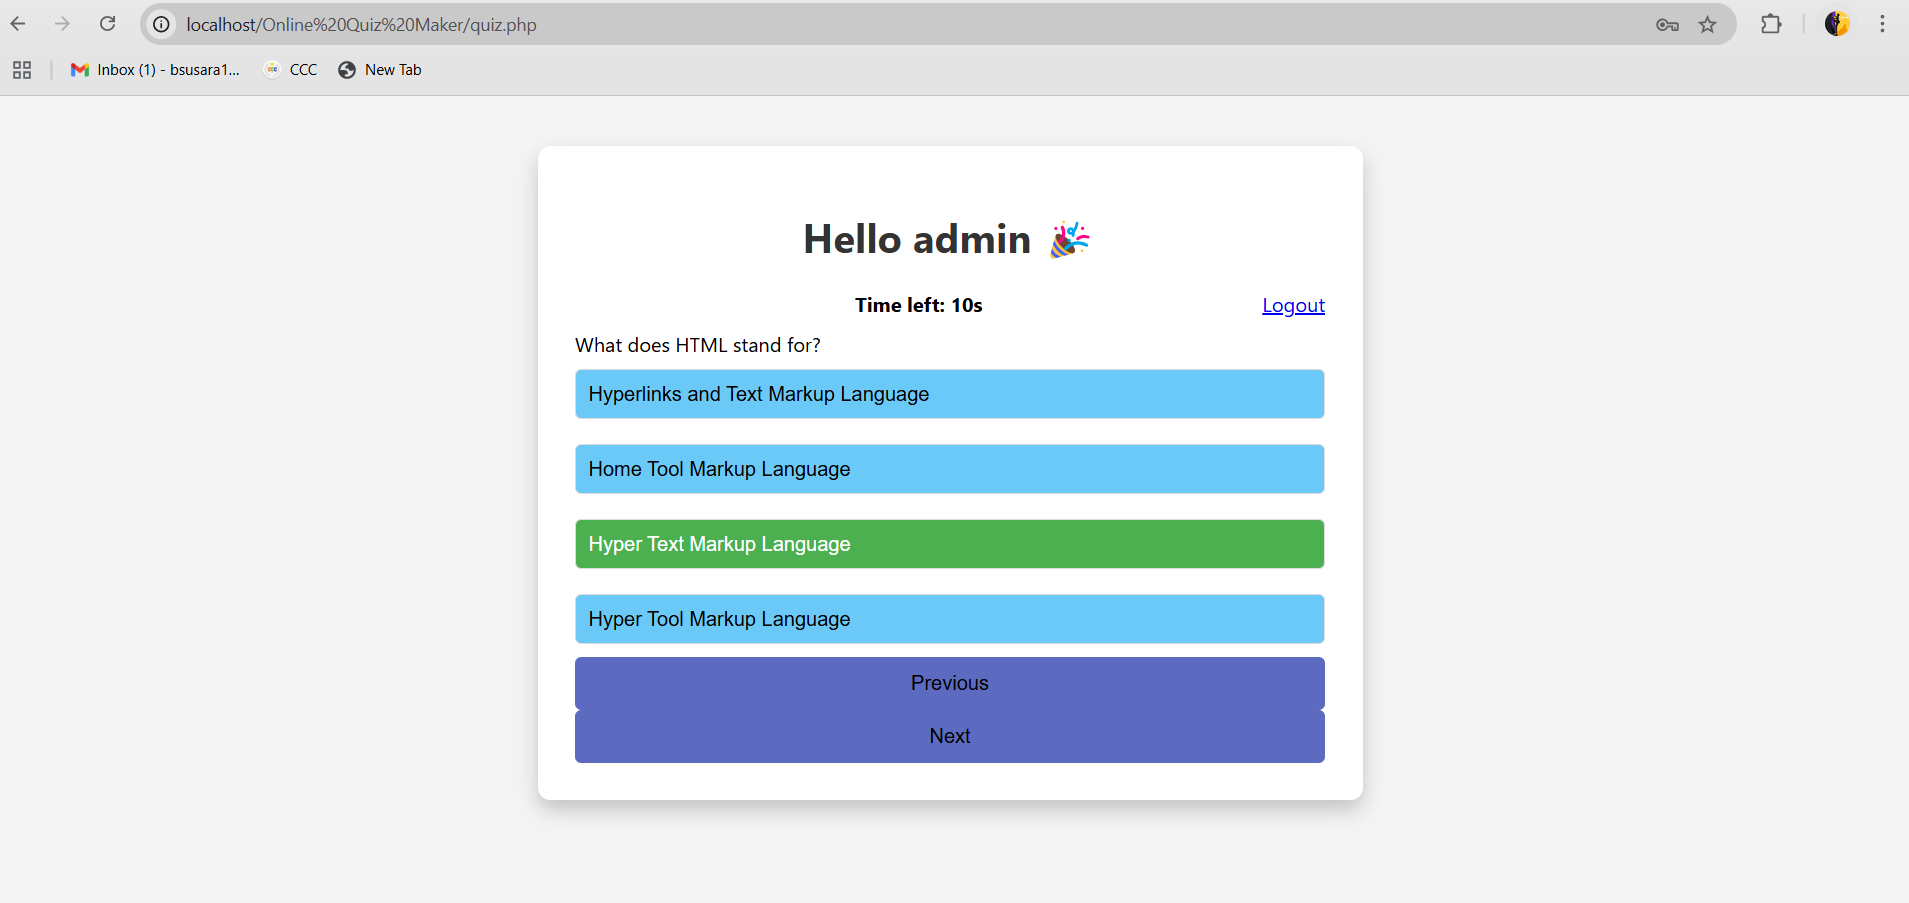 localhost/Online%20Quiz%20Maker/quiz.php
Inbox (1) - bsusara1... CCC New Tab
Hello admin 🎉
Time left: 10s Logout
What does HTML stand for?
Hyperlinks and Text Markup Language
Home Tool Markup Language
Hyper Text Markup Language
Hyper Tool Markup Language
Previous
Next